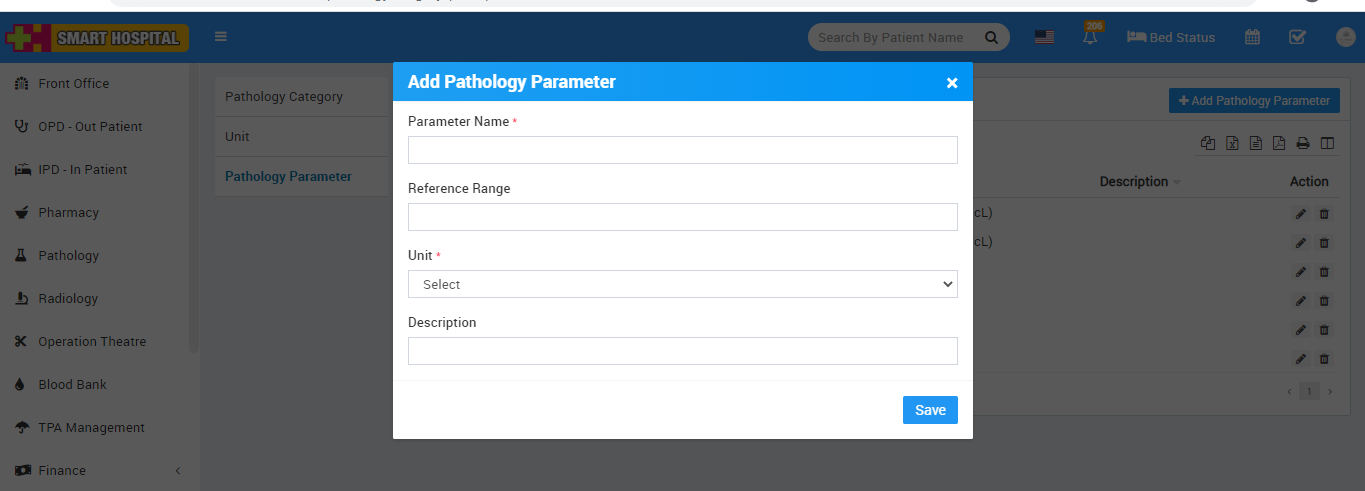 SMART HOSPITAL
Search By Patient Name
206
Bed Status
Front Office
OPD - Out Patient
IPD - In Patient
Pharmacy
Pathology
Radiology
Operation Theatre
Blood Bank
TPA Management
Finance
Pathology Category
Unit
Pathology Parameter
Add Pathology Parameter
×
Parameter Name *
Reference Range
Unit *
Select
Description
Save
+ Add Pathology Parameter
Description
Action
cL)
cL)
‹ 1 ›